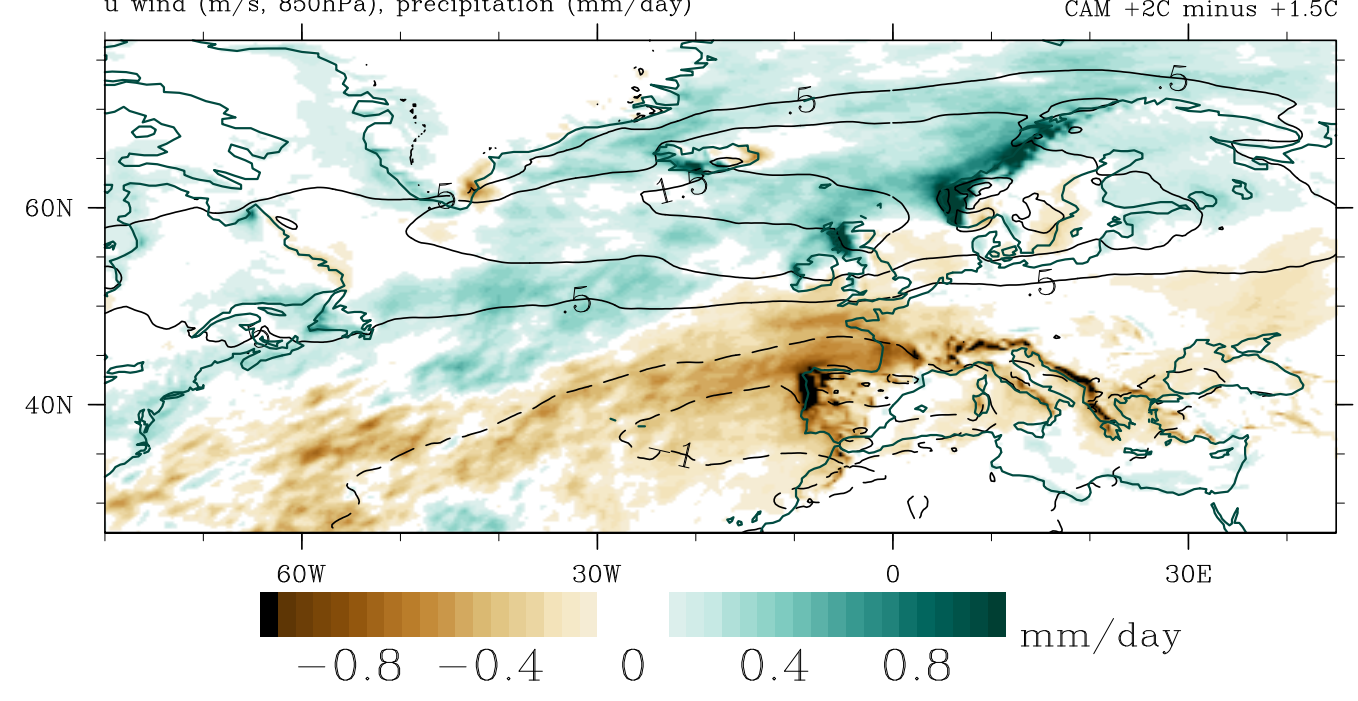 u wind (m/s, 850hPa), precipitation (mm/day)
CAM +2C minus +1.5C
.5
.5
.5
1.5
60N
.5
.5
40N
-1
60W
30W
0
30E
mm/day
−0.8
−0.4
0
0.4
0.8